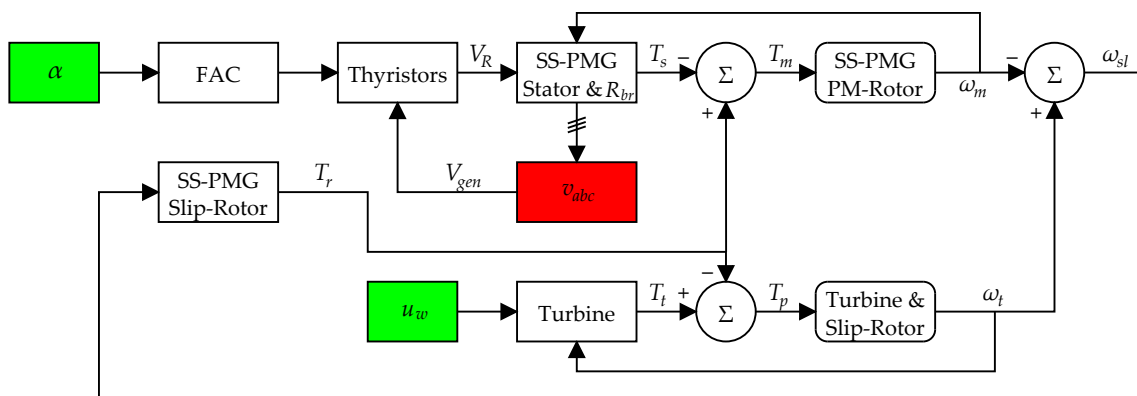 α
FAC
Thyristors
V_R
SS-PMG
Stator & R_br
T_s
−
Σ
+
T_m
SS-PMG
PM-Rotor
ω_m
−
Σ
+
ω_sl
SS-PMG
Slip-Rotor
T_r
V_gen
v_abc
u_w
Turbine
T_t
+
−
Σ
T_p
Turbine &
Slip-Rotor
ω_t